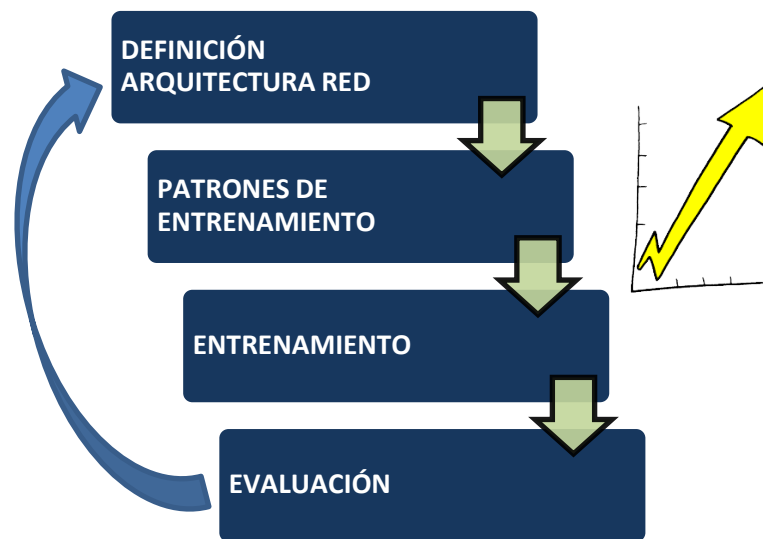 DEFINICIÓN
ARQUITECTURA RED
PATRONES DE
ENTRENAMIENTO
ENTRENAMIENTO
EVALUACIÓN